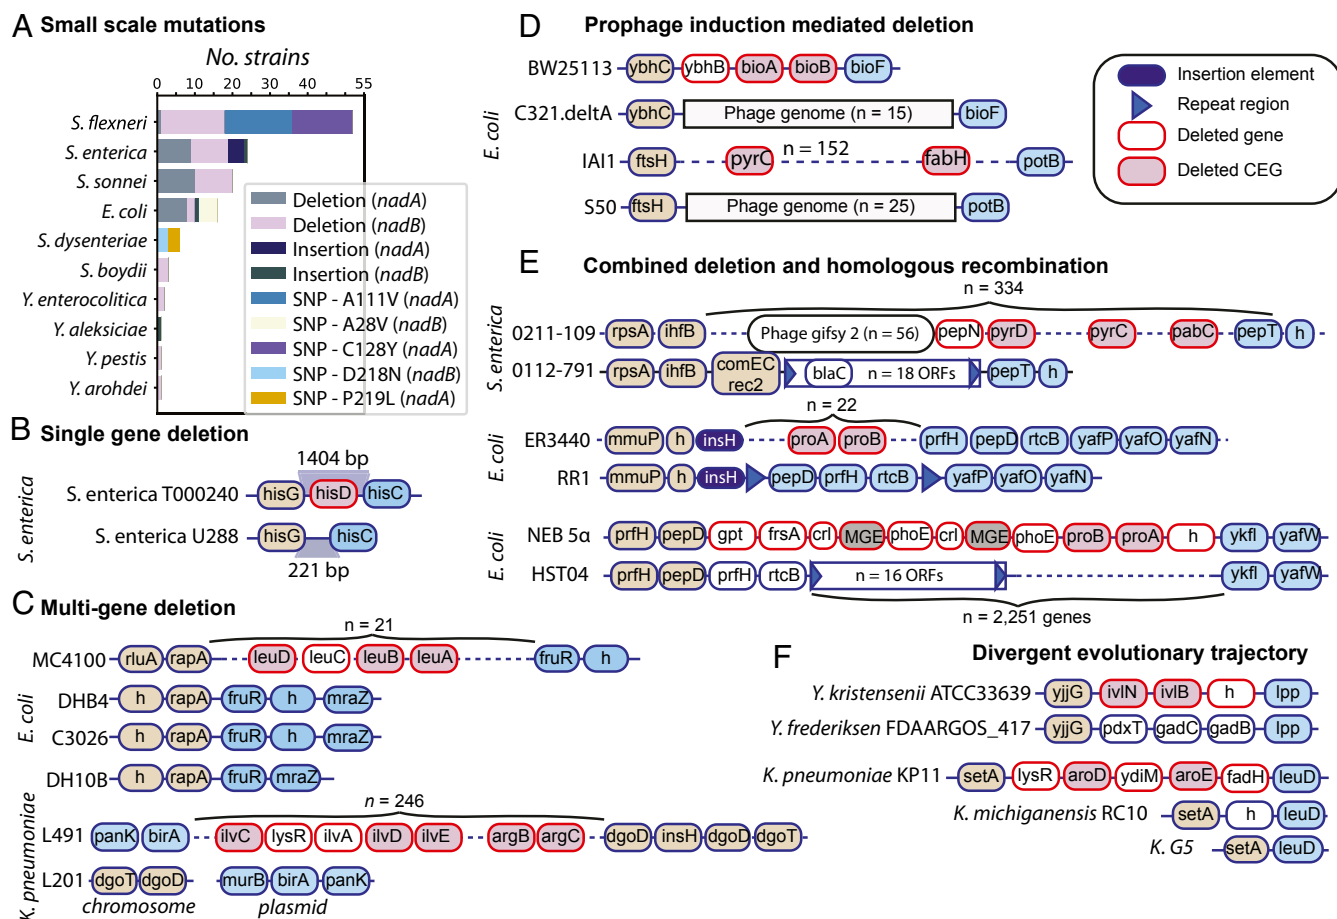 A Small scale mutations
No. strains
0 10 20 30 40 55
S. flexneri
S. enterica
S. sonnei
E. coli
S. dysenteriae
S. boydii
Y. enterocolitica
Y. aleksiciae
Y. pestis
Y. arohdei
Deletion (nadA)
Deletion (nadB)
Insertion (nadA)
Insertion (nadB)
SNP - A111V (nadA)
SNP - A28V (nadB)
SNP - C128Y (nadA)
SNP - D218N (nadB)
SNP - P219L (nadA)
B Single gene deletion
S. enterica
1404 bp
S. enterica T000240 hisG hisD hisC
S. enterica U288 hisG hisC
221 bp
C Multi-gene deletion
E. coli
n = 21
MC4100 rluA rapA leuD leuC leuB leuA fruR h
DHB4 h rapA fruR h mraZ
C3026 h rapA fruR h mraZ
DH10B h rapA fruR mraZ
K. pneumoniae
n = 246
L491 panK birA ilvC lysR ilvA ilvD ilvE argB argC dgoD insH dgoD dgoT
L201 dgoT dgoD murB birA panK
chromosome plasmid
D Prophage induction mediated deletion
E. coli
BW25113 ybhC ybhB bioA bioB bioF
C321.deltA ybhC Phage genome (n = 15) bioF
IAI1 ftsH pyrC n = 152 fabH potB
S50 ftsH Phage genome (n = 25) potB
Insertion element
Repeat region
Deleted gene
Deleted CEG
E Combined deletion and homologous recombination
S. enterica
n = 334
0211-109 rpsA ihfB Phage gifsy 2 (n = 56) pepN pyrD pyrC pabC pepT h
0112-791 rpsA ihfB comEC rec2 blaC n = 18 ORFs pepT h
E. coli
n = 22
ER3440 mmuP h insH proA proB prfH pepD rtcB yafP yafO yafN
RR1 mmuP h insH pepD prfH rtcB yafP yafO yafN
E. coli
NEB 5α prfH pepD gpt frsA crl MGE phoE crl MGE phoE proB proA h ykfI yafW
HST04 prfH pepD prfH rtcB n = 16 ORFs ykfI yafW
n = 2,251 genes
F Divergent evolutionary trajectory
Y. kristensenii ATCC33639 yjjG ivlN ivlB h lpp
Y. frederiksen FDAARGOS_417 yjjG pdxT gadC gadB lpp
K. pneumoniae KP11 setA lysR aroD ydiM aroE fadH leuD
K. michiganensis RC10 setA h leuD
K. G5 setA leuD